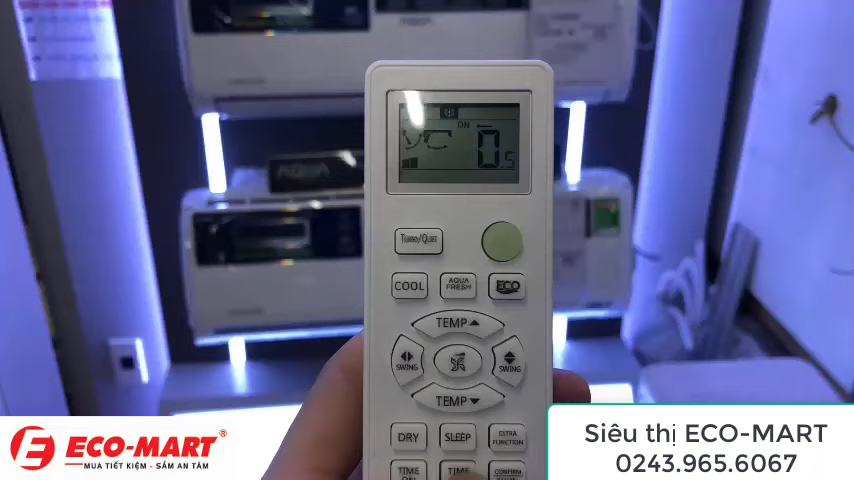 ON
0.5
TURBO/QUIET
COOL
AQUA FRESH
ECO
TEMP
SWING
SWING
TEMP
DRY
SLEEP
EXTRA FUNCTION
TIME ON
TIME
CONFIRM
ECO-MART®
MUA TIẾT KIỆM - SẮM AN TÂM
Siêu thị ECO-MART
0243.965.6067